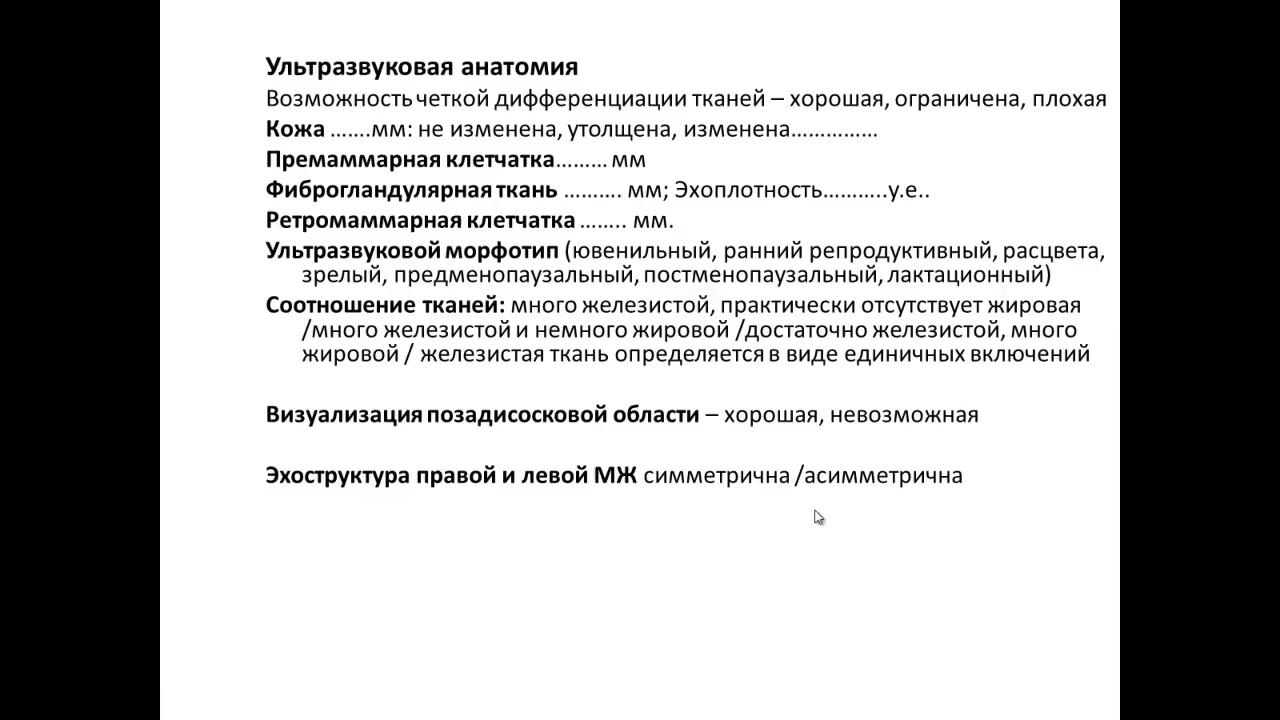 Ультразвуковая анатомия
Возможность четкой дифференциации тканей – хорошая, ограничена, плохая
Кожа …….мм: не изменена, утолщена, изменена……………
Премаммарная клетчатка……… мм
Фиброгландулярная ткань ………. мм; Эхоплотность………..у.е..
Ретромаммарная клетчатка …….. мм.
Ультразвуковой морфотип (ювенильный, ранний репродуктивный, расцвета,
зрелый, предменопаузальный, постменопаузальный, лактационный)
Соотношение тканей: много железистой, практически отсутствует жировая
/много железистой и немного жировой /достаточно железистой, много
жировой / железистая ткань определяется в виде единичных включений
Визуализация позадисосковой области – хорошая, невозможная
Эхоструктура правой и левой МЖ симметрична /асимметрична